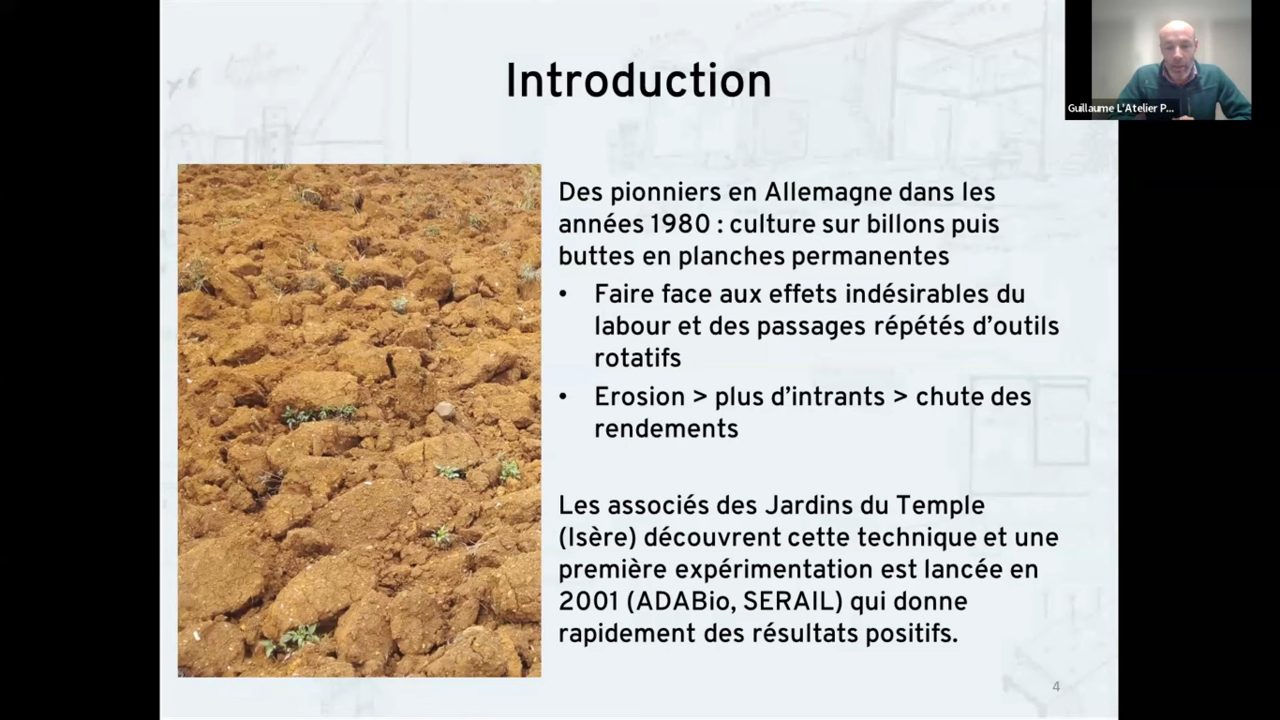 Introduction
Guillaume L'Atelier P...
Des pionniers en Allemagne dans les
années 1980 : culture sur billons puis
buttes en planches permanentes
• Faire face aux effets indésirables du
labour et des passages répétés d'outils
rotatifs
• Erosion > plus d'intrants > chute des
rendements
Les associés des Jardins du Temple
(Isère) découvrent cette technique et une
première expérimentation est lancée en
2001 (ADABio, SERAIL) qui donne
rapidement des résultats positifs.
4